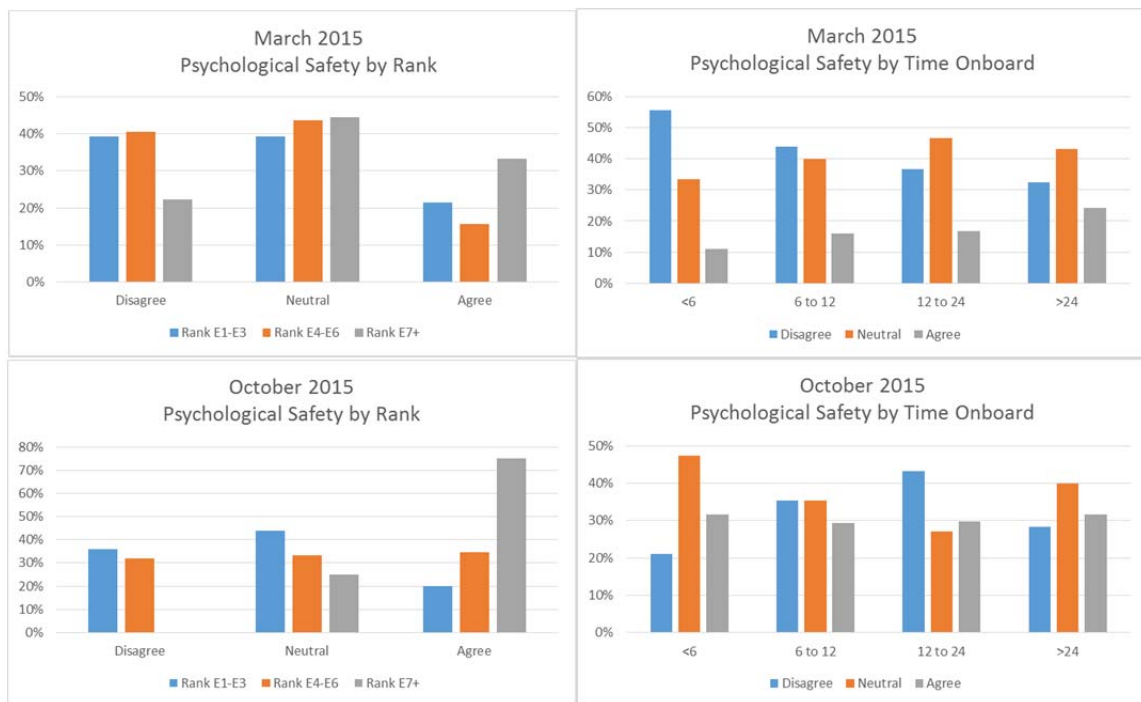 March 2015
Psychological Safety by Rank
50%
40%
30%
20%
10%
0%
Disagree Neutral Agree
Rank E1-E3 Rank E4-E6 Rank E7+
March 2015
Psychological Safety by Time Onboard
60%
50%
40%
30%
20%
10%
0%
<6 6 to 12 12 to 24 >24
Disagree Neutral Agree
October 2015
Psychological Safety by Rank
80%
70%
60%
50%
40%
30%
20%
10%
0%
Disagree Neutral Agree
Rank E1-E3 Rank E4-E6 Rank E7+
October 2015
Psychological Safety by Time Onboard
50%
40%
30%
20%
10%
0%
<6 6 to 12 12 to 24 >24
Disagree Neutral Agree